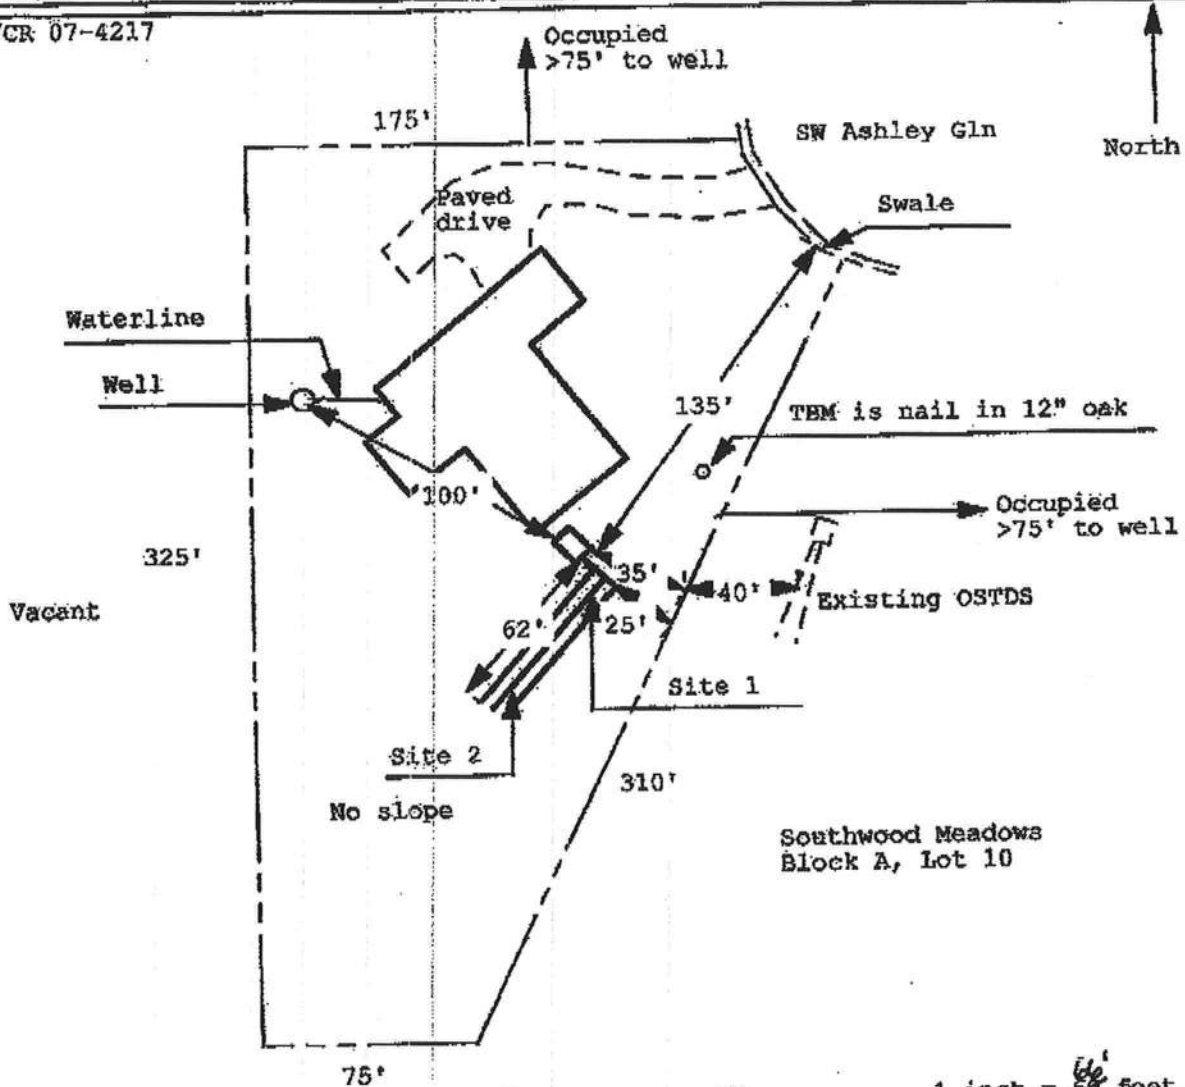 CR 07-4217
Occupied
>75' to well
175'
SW Ashley Gln
North
Paved
drive
Swale
Waterline
Well
135'
TBM is nail in 12" oak
100'
Occupied
>75' to well
325'
35'
40'
Existing OSTDS
Vacant
62'
25'
Site 1
Site 2
310'
No slope
Southwood Meadows
Block A, Lot 10
75'
1 inch = feet